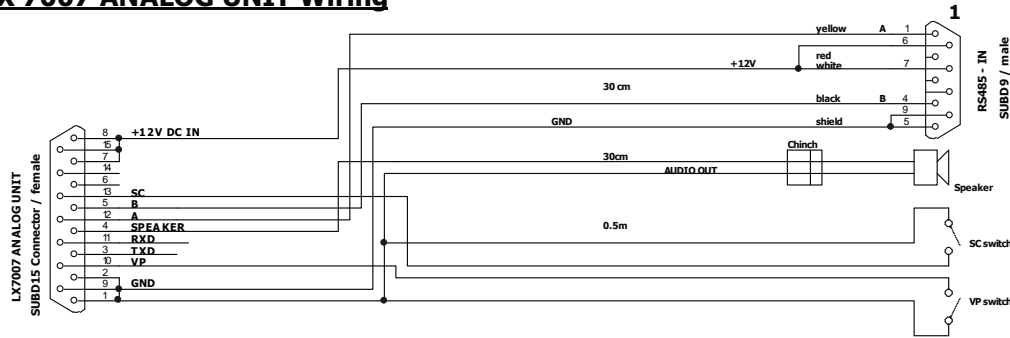 LX 7007 ANALOG UNIT Wiring
1
yellow A 1
6
red
+12V white 7
30 cm
black B 4
9
GND shield 5
RS485 - IN
SUBD9 / male
8 +12V DC IN
15
7
14
6
13 SC
5 B
12 A
4 SPEAKER
11 RXD
3 TXD
10 VP
2
9 GND
1
LX7007 ANALOG UNIT
SUBD15 Connector / female
30cm
Chinch
AUDIO OUT
Speaker
0.5m
SC switch
VP switch